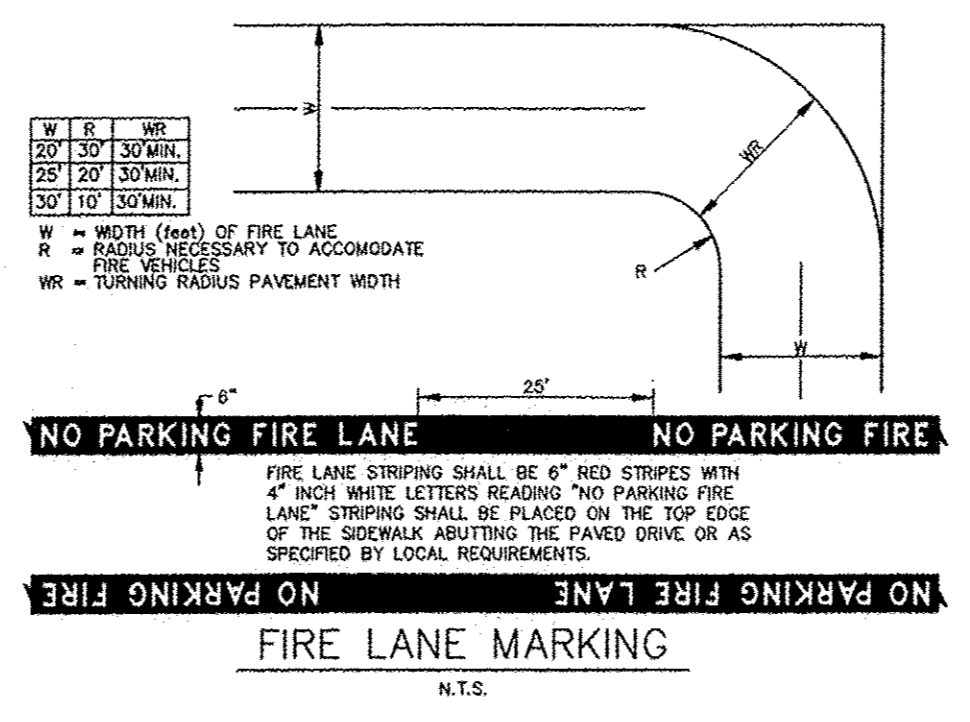 W
W R WR
20' 30' 30'MIN.
25' 20' 30'MIN.
30' 10' 30'MIN.
W = WIDTH (feet) OF FIRE LANE
R = RADIUS NECESSARY TO ACCOMODATE
FIRE VEHICLES
WR = TURNING RADIUS PAVEMENT WIDTH
WR
R
W
6"
25'
NO PARKING FIRE LANE
NO PARKING FIRE
FIRE LANE STRIPING SHALL BE 6" RED STRIPES WITH
4" INCH WHITE LETTERS READING "NO PARKING FIRE
LANE" STRIPING SHALL BE PLACED ON THE TOP EDGE
OF THE SIDEWALK ABUTTING THE PAVED DRIVE OR AS
SPECIFIED BY LOCAL REQUIREMENTS.
NO PARKING FIRE
NO PARKING FIRE LANE
FIRE LANE MARKING
N.T.S.